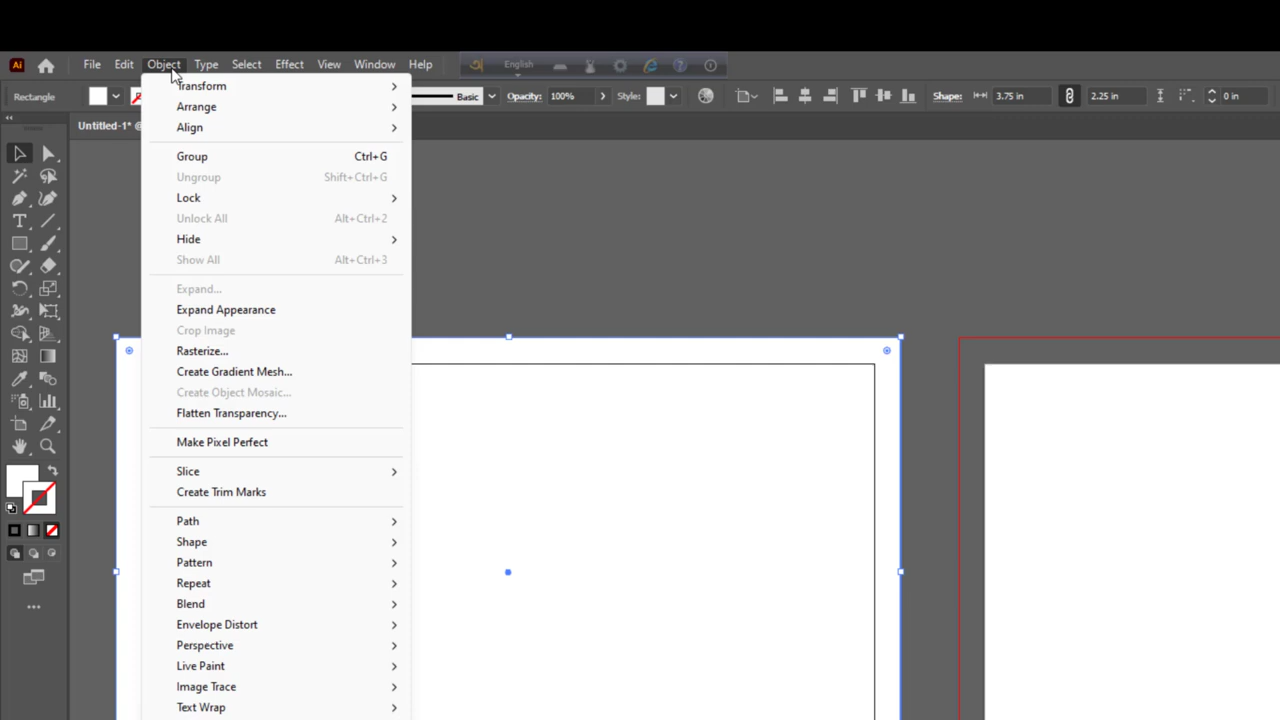 Ai File Edit Object Type Select Effect View Window Help English
Rectangle Basic Opacity: 100% Style: Shape: 3.75 in 2.25 in 0 in
Untitled-1* @
Transform
Arrange
Align
Group Ctrl+G
Ungroup Shift+Ctrl+G
Lock
Unlock All Alt+Ctrl+2
Hide
Show All Alt+Ctrl+3
Expand...
Expand Appearance
Crop Image
Rasterize...
Create Gradient Mesh...
Create Object Mosaic...
Flatten Transparency...
Make Pixel Perfect
Slice
Create Trim Marks
Path
Shape
Pattern
Repeat
Blend
Envelope Distort
Perspective
Live Paint
Image Trace
Text Wrap